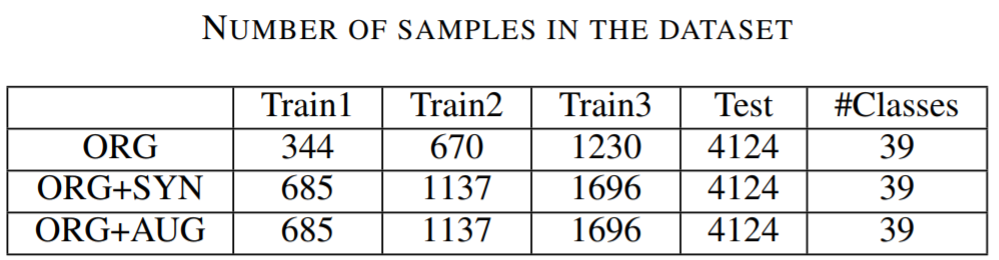 NUMBER OF SAMPLES IN THE DATASET
Train1 Train2 Train3 Test #Classes
ORG 344 670 1230 4124 39
ORG+SYN 685 1137 1696 4124 39
ORG+AUG 685 1137 1696 4124 39